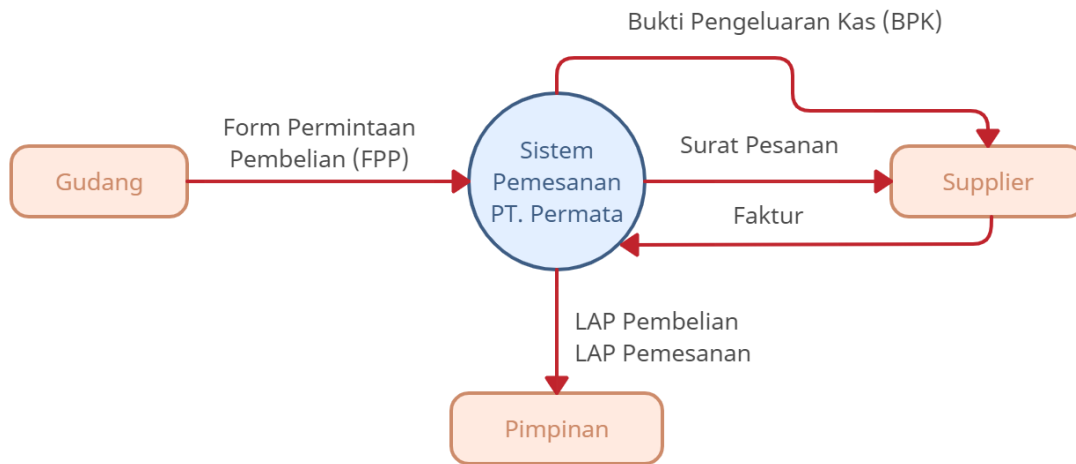 Bukti Pengeluaran Kas (BPK)
Form Permintaan
Pembelian (FPP)
Gudang
Sistem
Pemesanan
PT. Permata
Surat Pesanan
Supplier
Faktur
LAP Pembelian
LAP Pemesanan
Pimpinan